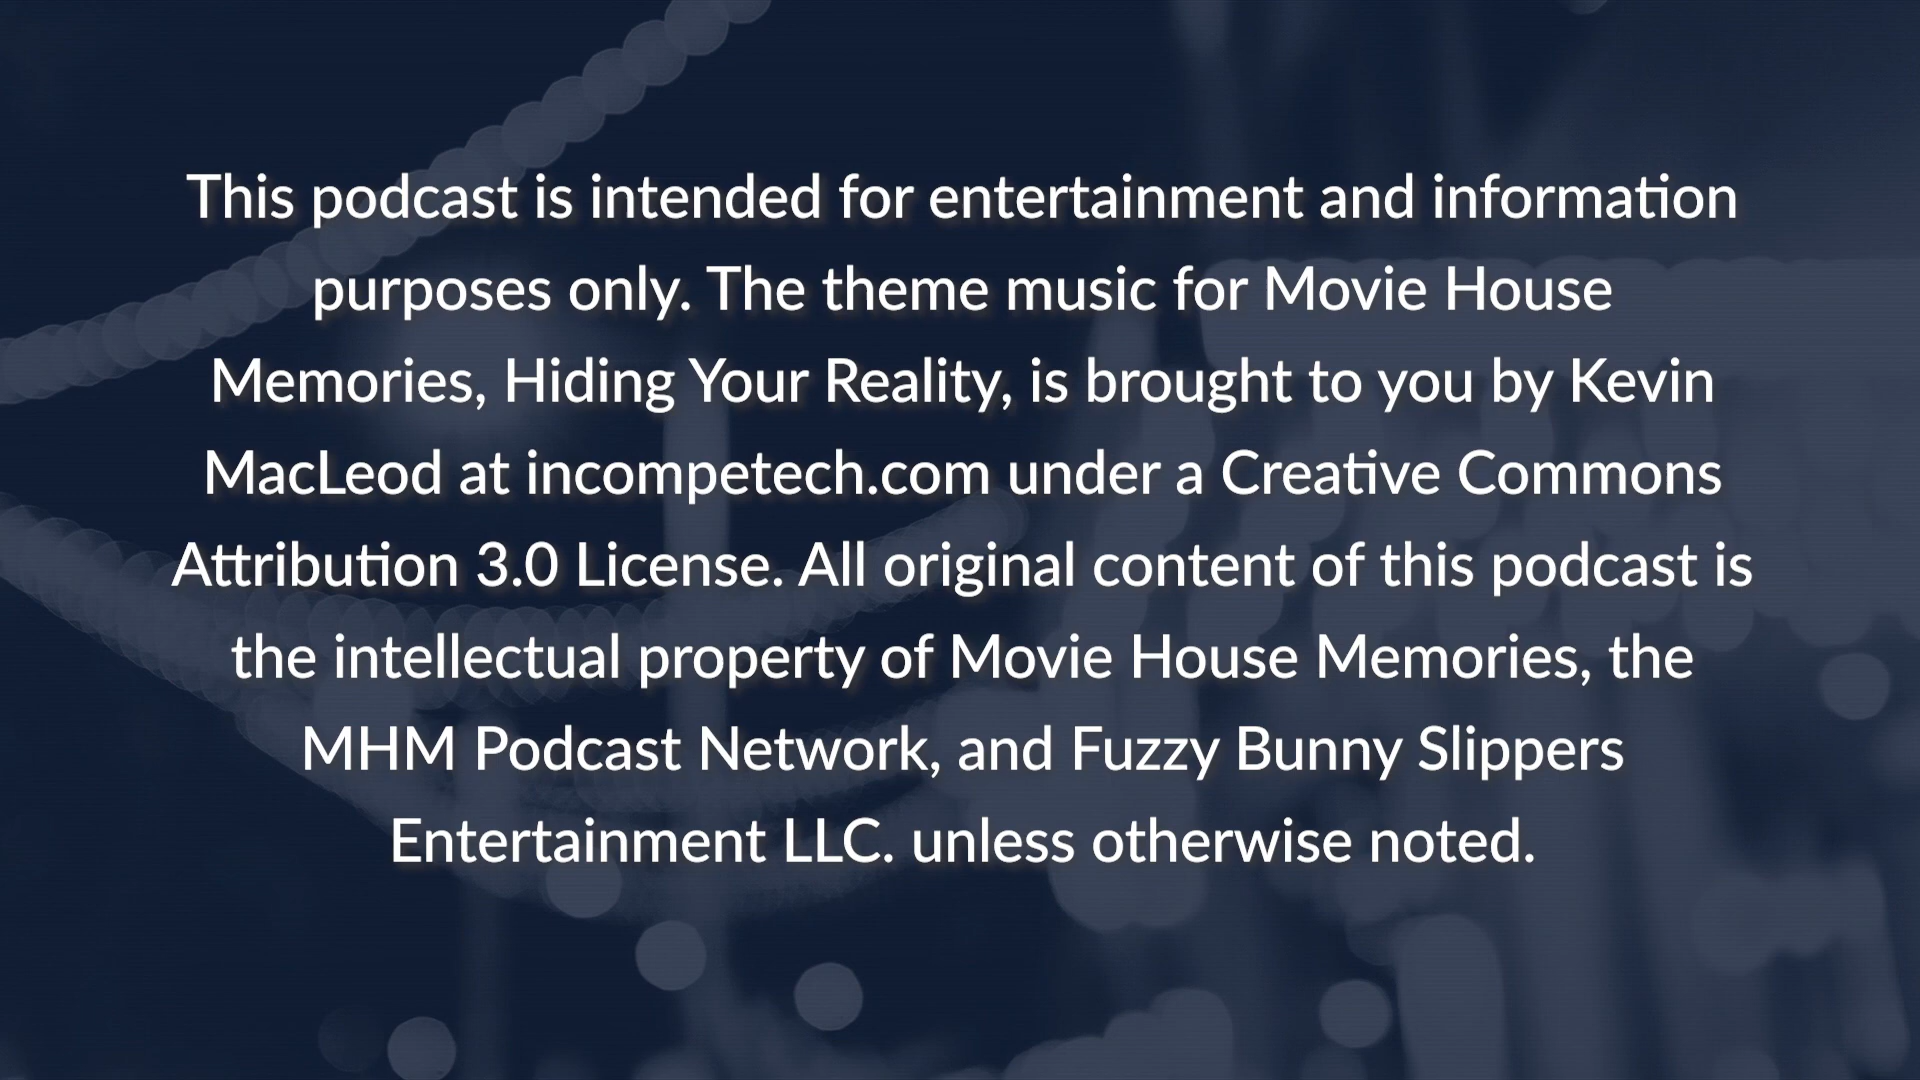 This podcast is intended for entertainment and information
purposes only. The theme music for Movie House
Memories, Hiding Your Reality, is brought to you by Kevin
MacLeod at incompetech.com under a Creative Commons
Attribution 3.0 License. All original content of this podcast is
the intellectual property of Movie House Memories, the
MHM Podcast Network, and Fuzzy Bunny Slippers
Entertainment LLC. unless otherwise noted.